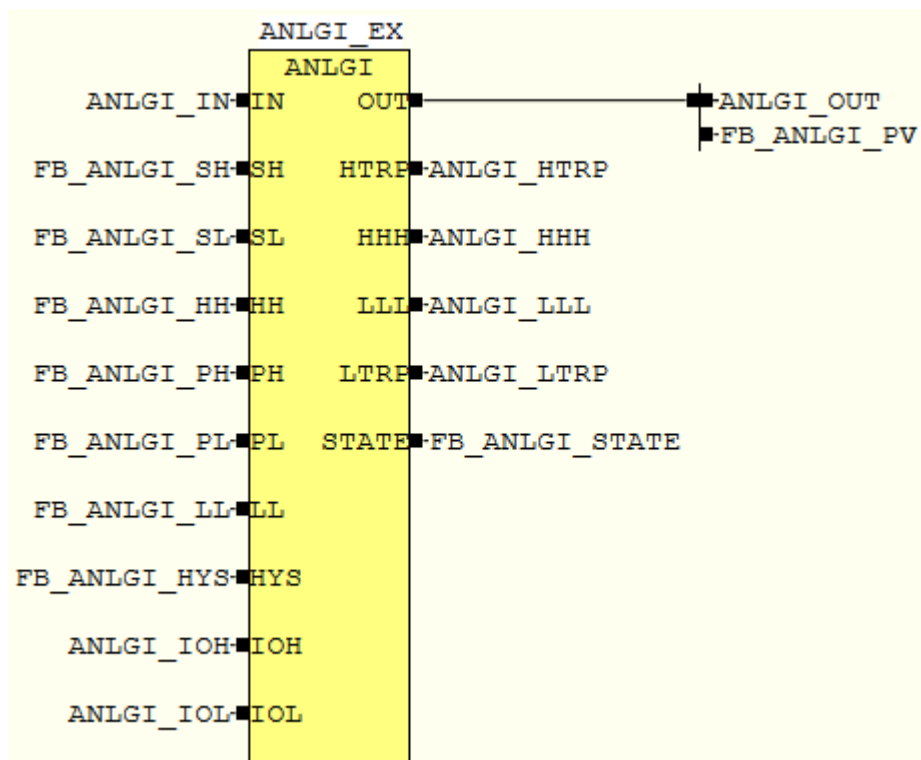 ANLGI_EX
ANLGI
ANLGI_IN IN OUT ANLGI_OUT
FB_ANLGI_PV
FB_ANLGI_SH SH HTRP ANLGI_HTRP
FB_ANLGI_SL SL HHH ANLGI_HHH
FB_ANLGI_HH HH LLL ANLGI_LLL
FB_ANLGI_PH PH LTRP ANLGI_LTRP
FB_ANLGI_PL PL STATE FB_ANLGI_STATE
FB_ANLGI_LL LL
FB_ANLGI_HYS HYS
ANLGI_IOH IOH
ANLGI_IOL IOL